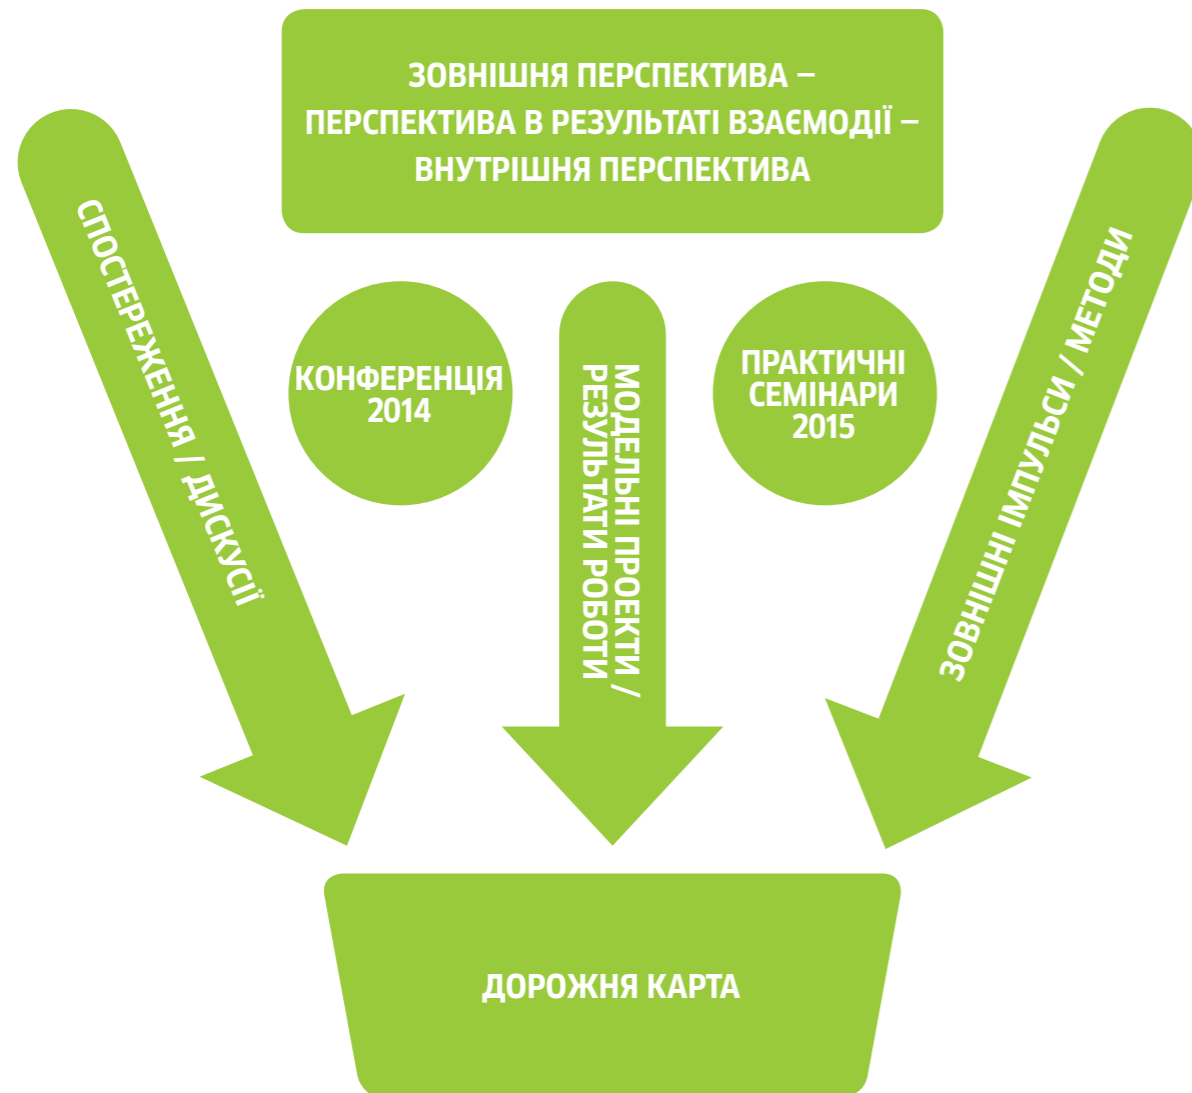 ЗОВНІШНЯ ПЕРСПЕКТИВА –
ПЕРСПЕКТИВА В РЕЗУЛЬТАТІ ВЗАЄМОДІЇ –
ВНУТРІШНЯ ПЕРСПЕКТИВА
СПОСТЕРЕЖЕННЯ / ДИСКУСІЇ
КОНФЕРЕНЦІЯ
2014
МОДЕЛЬНІ ПРОЕКТИ /
РЕЗУЛЬТАТИ РОБОТИ
ПРАКТИЧНІ
СЕМІНАРИ
2015
ЗОВНІШНІ ІМПУЛЬСИ / МЕТОДИ
ДОРОЖНЯ КАРТА